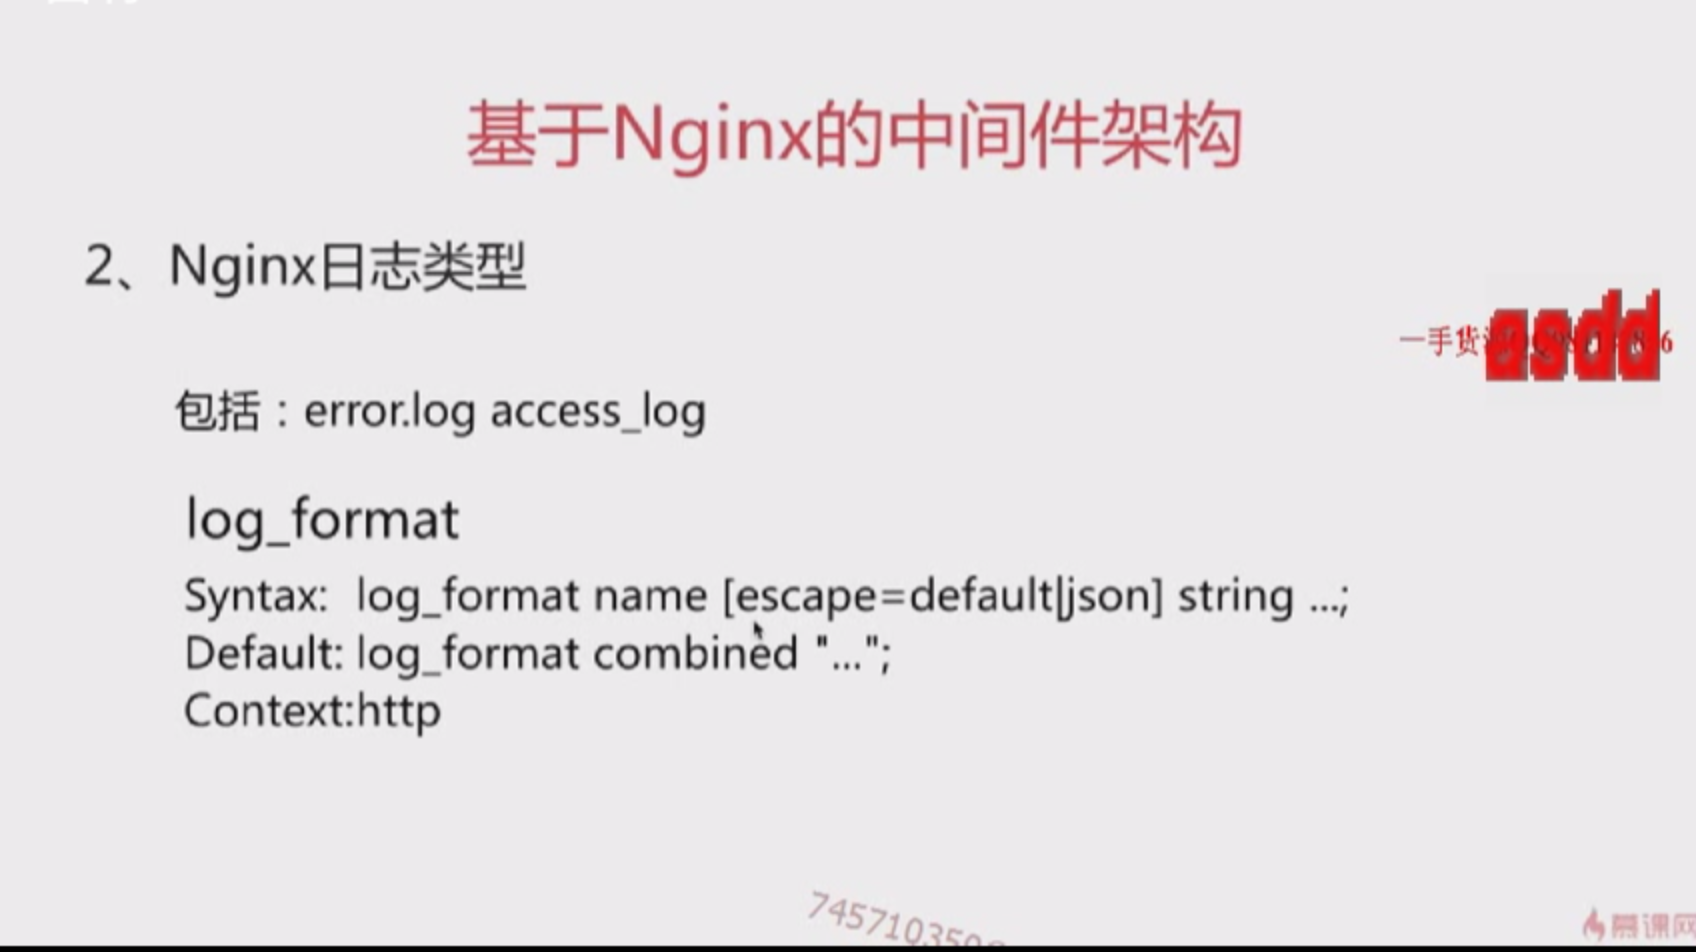 基于Nginx的中间件架构
2、Nginx日志类型
一手货
asdd
6
包括：error.log access_log
log_format
Syntax: log_format name [escape=default|json] string ...;
Default: log_format combined "...";
Context:http
745710350
慕课网